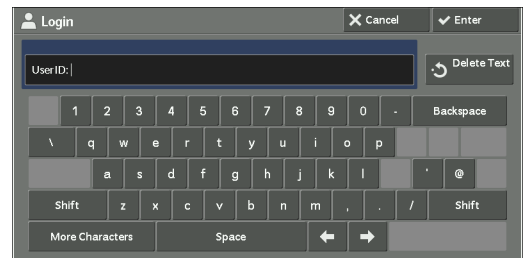 Login
Cancel
Enter
UserID:
Delete Text
1 2 3 4 5 6 7 8 9 0 - Backspace
\ q w e r t y u i o p
a s d f g h j k l ' @
Shift z x c v b n m , . / Shift
More Characters Space